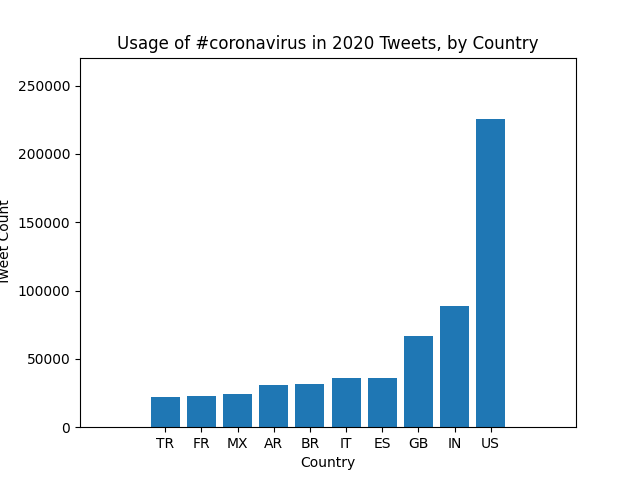 Usage of #coronavirus in 2020 Tweets, by Country
250000
200000
150000
100000
50000
0
Tweet Count
TR FR MX AR BR IT ES GB IN US
Country